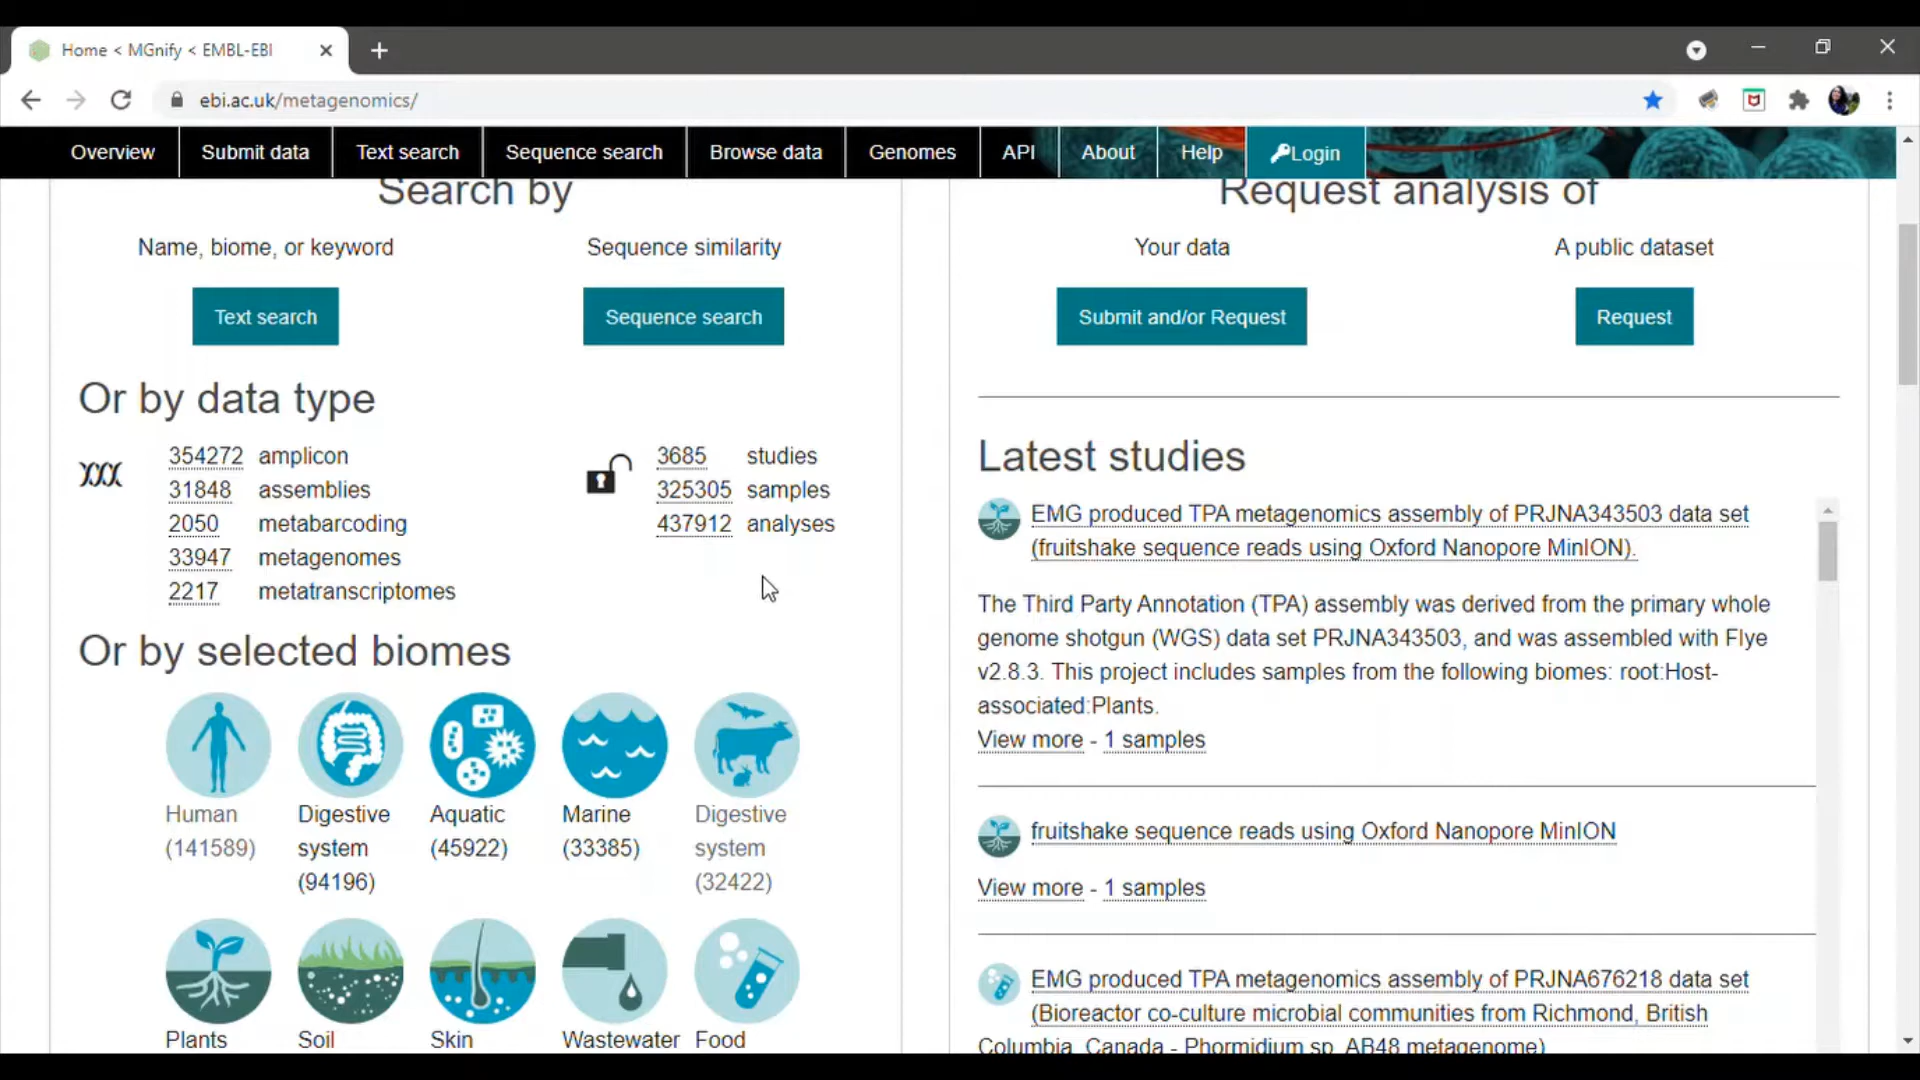 Home < MGnify < EMBL-EBI
ebi.ac.uk/metagenomics/
Overview
Submit data
Text search
Sequence search
Browse data
Genomes
API
About
Help
Login
Search by
Name, biome, or keyword
Sequence similarity
Text search
Sequence search
Or by data type
354272 amplicon
31848 assemblies
2050 metabarcoding
33947 metagenomes
2217 metatranscriptomes
3685 studies
325305 samples
437912 analyses
Or by selected biomes
Human
(141589)
Digestive
system
(94196)
Aquatic
(45922)
Marine
(33385)
Digestive
system
(32422)
Plants
Soil
Skin
Wastewater
Food
Request analysis of
Your data
A public dataset
Submit and/or Request
Request
Latest studies
EMG produced TPA metagenomics assembly of PRJNA343503 data set
(fruitshake sequence reads using Oxford Nanopore MinION).
The Third Party Annotation (TPA) assembly was derived from the primary whole
genome shotgun (WGS) data set PRJNA343503, and was assembled with Flye
v2.8.3. This project includes samples from the following biomes: root:Host-
associated:Plants.
View more - 1 samples
fruitshake sequence reads using Oxford Nanopore MinION
View more - 1 samples
EMG produced TPA metagenomics assembly of PRJNA676218 data set
(Bioreactor co-culture microbial communities from Richmond, British
Columbia, Canada - Phormidium sp. AB48 metagenome)